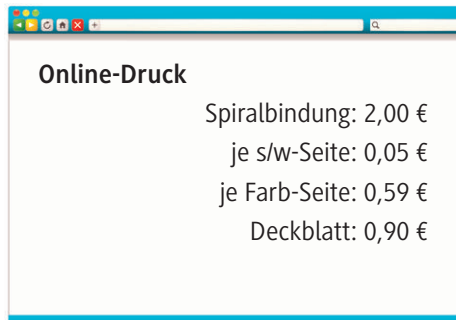 Online-Druck
Spiralbindung: 2,00 €
je s/w-Seite: 0,05 €
je Farb-Seite: 0,59 €
Deckblatt: 0,90 €